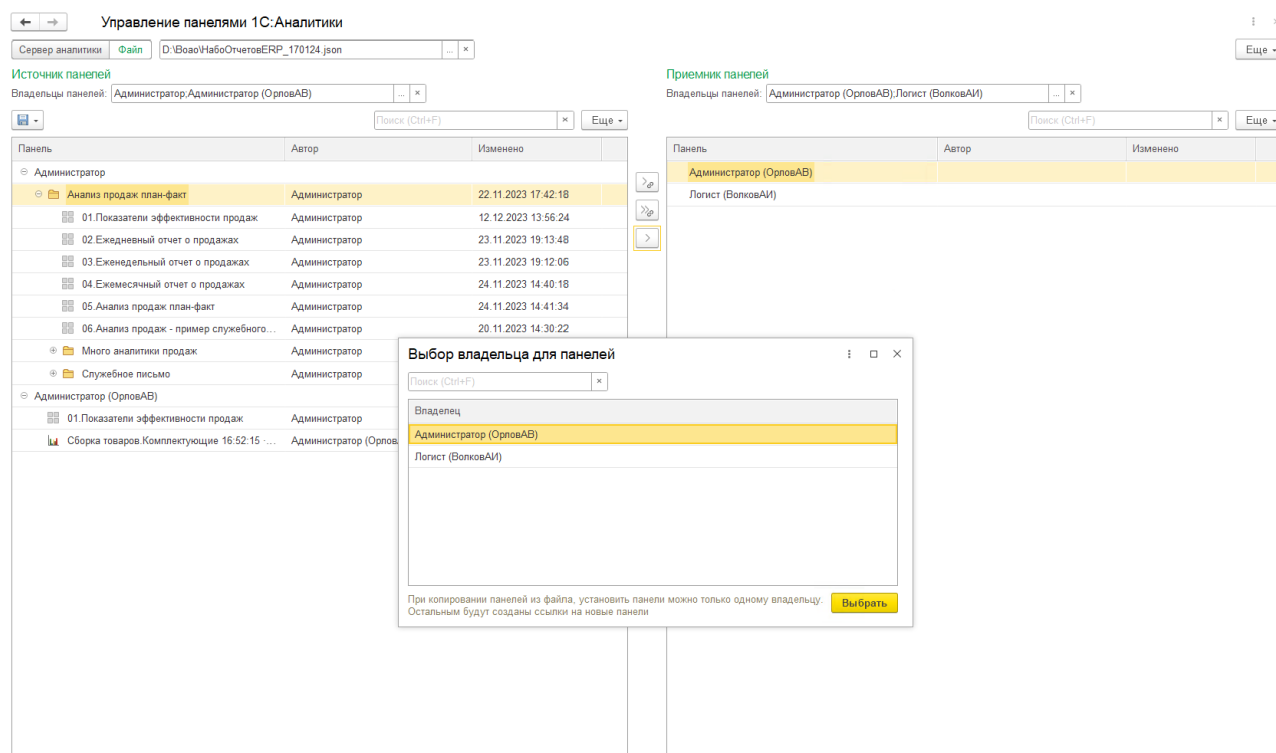 Управление панелями 1С:Аналитики
Сервер аналитики Файл D:\Воао\НабоОтчетовERP_170124.json ... × Еще
Источник панелей
Владельцы панелей: Администратор;Администратор (ОрловАВ) ... ×
Поиск (Ctrl+F) × Еще
Панель Автор Изменено
Администратор
Анализ продаж план-факт Администратор 22.11.2023 17:42:18
01.Показатели эффективности продаж Администратор 12.12.2023 13:56:24
02.Ежедневный отчет о продажах Администратор 23.11.2023 19:13:48
03.Еженедельный отчет о продажах Администратор 23.11.2023 19:12:06
04.Ежемесячный отчет о продажах Администратор 24.11.2023 14:40:18
05.Анализ продаж план-факт Администратор 24.11.2023 14:41:34
06.Анализ продаж - пример служебного... Администратор 20.11.2023 14:30:22
Много аналитики продаж Администратор
Служебное письмо Администратор
Администратор (ОрловАВ)
01.Показатели эффективности продаж Администратор
Сборка товаров.Комплектующие 16:52:15 -... Администратор (Орлов
Приемник панелей
Владельцы панелей: Администратор (ОрловАВ);Логист (ВолковАИ) ... ×
Поиск (Ctrl+F) × Еще
Панель Автор Изменено
Администратор (ОрловАВ)
Логист (ВолковАИ)
Выбор владельца для панелей
Поиск (Ctrl+F) ×
Владелец
Администратор (ОрловАВ)
Логист (ВолковАИ)
При копировании панелей из файла, установить панели можно только одному владельцу.
Остальным будут созданы ссылки на новые панели
Выбрать